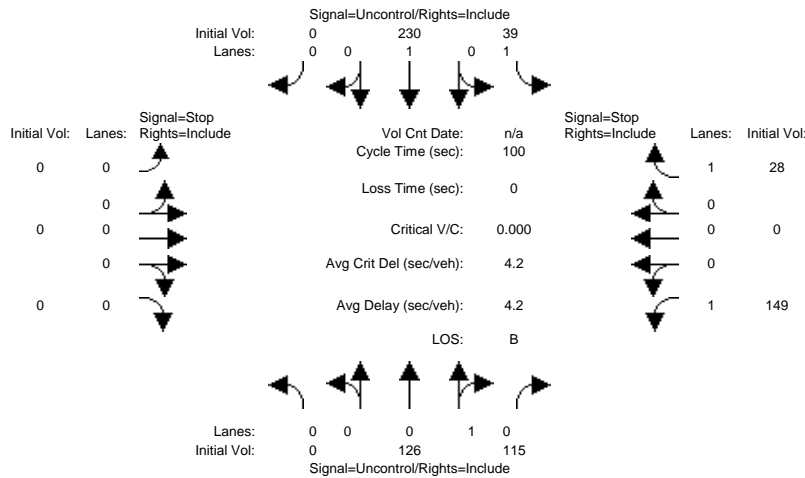 Signal=Uncontrol/Rights=Include
Initial Vol: 0 230 39
Lanes: 0 0 1 0 1
Signal=Stop
Initial Vol: Lanes: Rights=Include
Vol Cnt Date: n/a
Signal=Stop
Rights=Include Lanes: Initial Vol:
Cycle Time (sec): 100
0 0
1 28
Loss Time (sec): 0
0
0
0 0
Critical V/C: 0.000
0 0
0
Avg Crit Del (sec/veh): 4.2
0
0 0
Avg Delay (sec/veh): 4.2
1 149
LOS: B
Lanes: 0 0 0 1 0
Initial Vol: 0 126 115
Signal=Uncontrol/Rights=Include